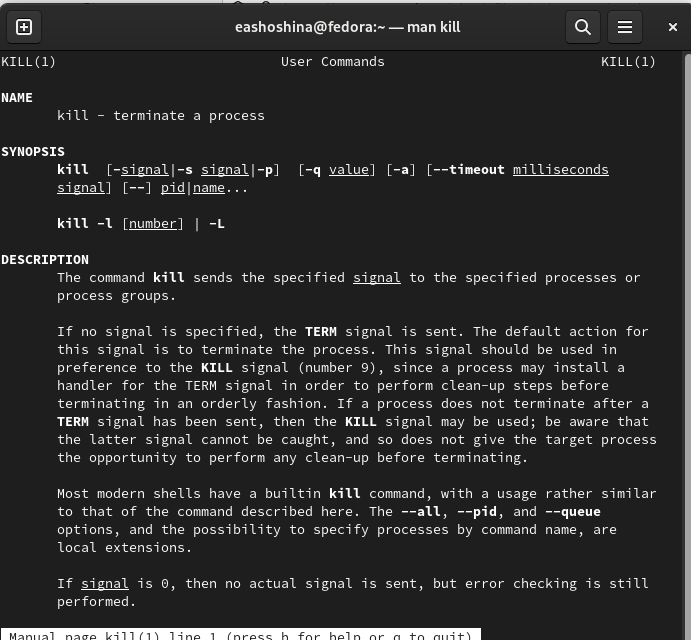 eashoshina@fedora:~ — man kill
KILL(1) User Commands KILL(1)
NAME
kill - terminate a process
SYNOPSIS
kill [-signal|-s signal|-p] [-q value] [-a] [--timeout milliseconds
signal] [--] pid|name...
kill -l [number] | -L
DESCRIPTION
The command kill sends the specified signal to the specified processes or
process groups.
If no signal is specified, the TERM signal is sent. The default action for
this signal is to terminate the process. This signal should be used in
preference to the KILL signal (number 9), since a process may install a
handler for the TERM signal in order to perform clean-up steps before
terminating in an orderly fashion. If a process does not terminate after a
TERM signal has been sent, then the KILL signal may be used; be aware that
the latter signal cannot be caught, and so does not give the target process
the opportunity to perform any clean-up before terminating.
Most modern shells have a builtin kill command, with a usage rather similar
to that of the command described here. The --all, --pid, and --queue
options, and the possibility to specify processes by command name, are
local extensions.
If signal is 0, then no actual signal is sent, but error checking is still
performed.
Manual page kill(1) line 1 (press h for help or q to quit)